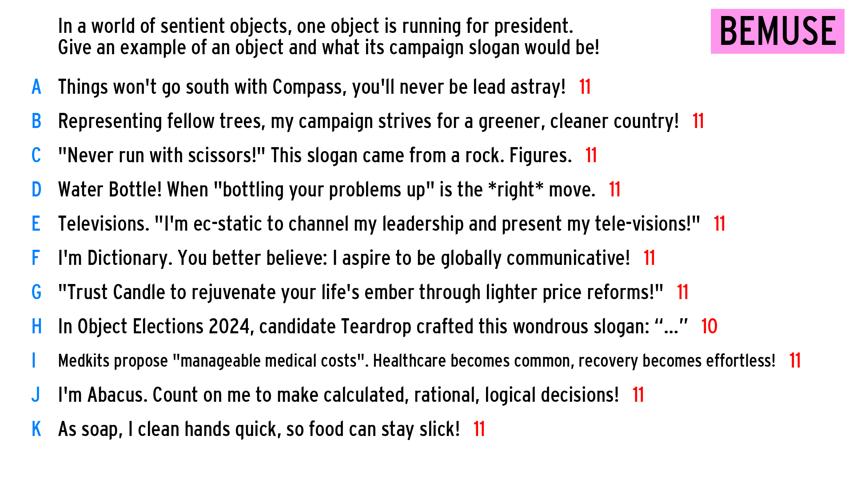 In a world of sentient objects, one object is running for president.
Give an example of an object and what its campaign slogan would be!
BEMUSE
A Things won't go south with Compass, you'll never be lead astray! 11
B Representing fellow trees, my campaign strives for a greener, cleaner country! 11
C "Never run with scissors!" This slogan came from a rock. Figures. 11
D Water Bottle! When "bottling your problems up" is the *right* move. 11
E Televisions. "I'm ec-static to channel my leadership and present my tele-visions!" 11
F I'm Dictionary. You better believe: I aspire to be globally communicative! 11
G "Trust Candle to rejuvenate your life's ember through lighter price reforms!" 11
H In Object Elections 2024, candidate Teardrop crafted this wondrous slogan: “...” 10
I Medkits propose "manageable medical costs". Healthcare becomes common, recovery becomes effortless! 11
J I'm Abacus. Count on me to make calculated, rational, logical decisions! 11
K As soap, I clean hands quick, so food can stay slick! 11